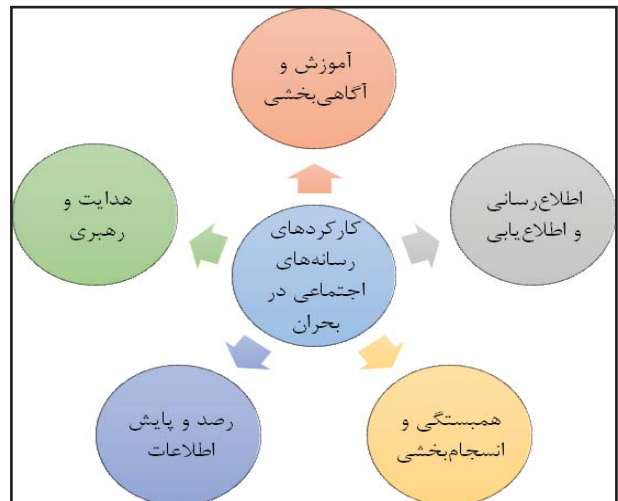 آموزش و
آگاهی‌بخشی
اطلاع‌رسانی
و اطلاع‌یابی
همبستگی و
انسجام‌بخشی
رصد و پایش
اطلاعات
هدایت و
رهبری
کارکردهای
رسانه‌های
اجتماعی در
بحران